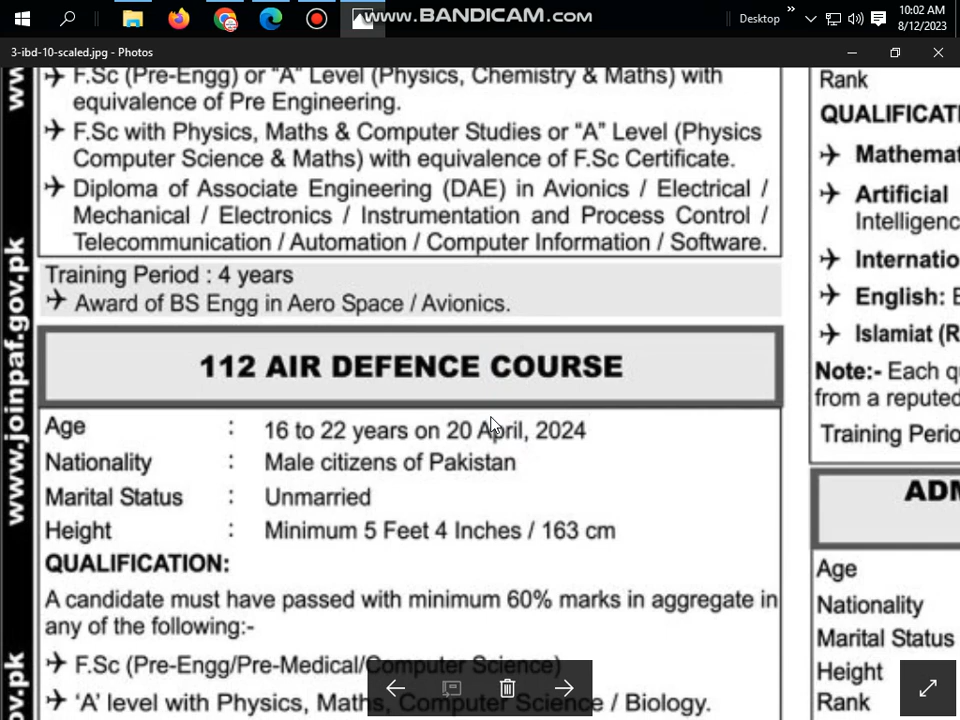 www.BANDICAM.com
Desktop
»
10:02 AM
8/12/2023
3-ibd-10-scaled.jpg - Photos
F.Sc (Pre-Engg) or “A” Level (Physics, Chemistry & Maths) with
equivalence of Pre Engineering.
F.Sc with Physics, Maths & Computer Studies or “A” Level (Physics
Computer Science & Maths) with equivalence of F.Sc Certificate.
Diploma of Associate Engineering (DAE) in Avionics / Electrical /
Mechanical / Electronics / Instrumentation and Process Control /
Telecommunication / Automation / Computer Information / Software.
Training Period : 4 years
Award of BS Engg in Aero Space / Avionics.
112 AIR DEFENCE COURSE
Age : 16 to 22 years on 20 April, 2024
Nationality : Male citizens of Pakistan
Marital Status : Unmarried
Height : Minimum 5 Feet 4 Inches / 163 cm
QUALIFICATION:
A candidate must have passed with minimum 60% marks in aggregate in
any of the following:-
F.Sc (Pre-Engg/Pre-Medical/Computer Science)
‘A’ level with Physics, Maths, Computer Science / Biology.
ww
www.joinpaf.gov.pk
ov.pk
Rank
QUALIFICATI
Mathemat
Artificial
Intelligenc
Internatio
English: E
Islamiat (R
Note:- Each qu
from a reputed
Training Perio
ADM
Age
Nationality
Marital Status
Height
Rank